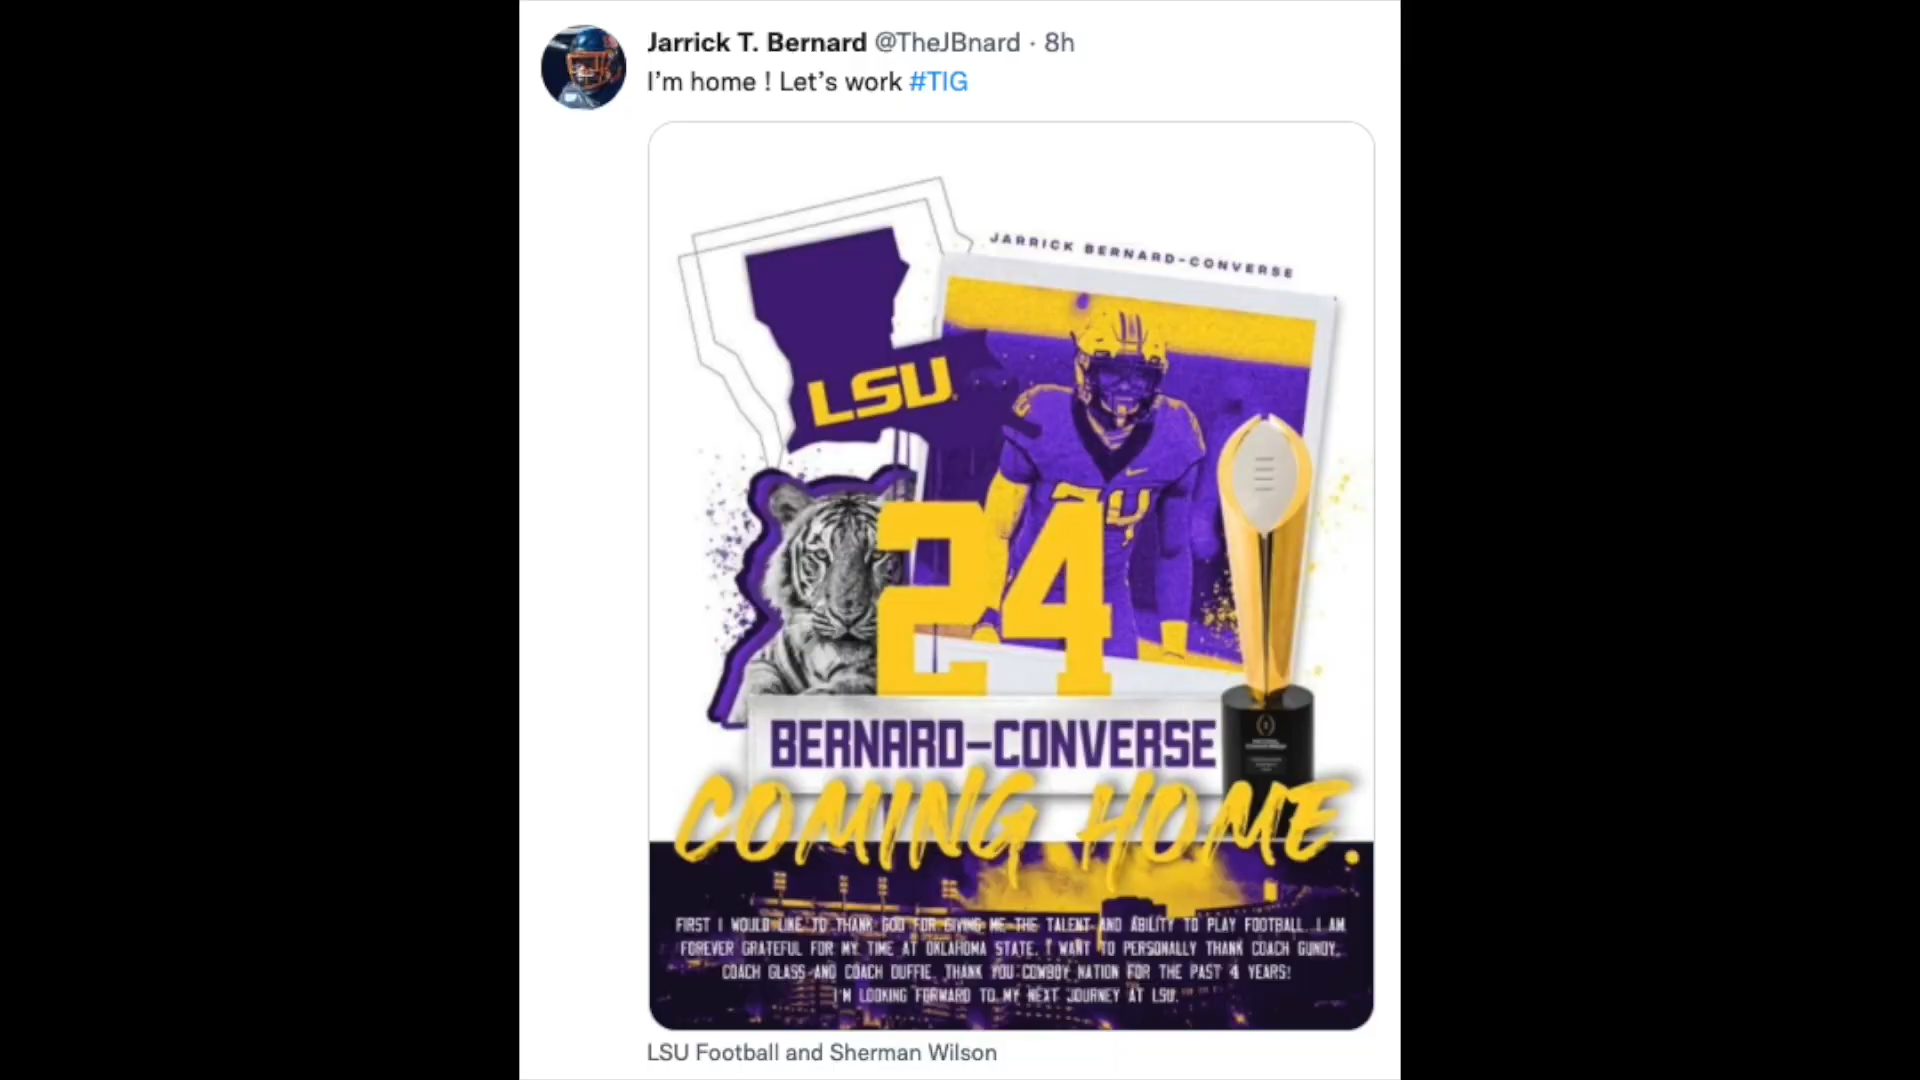 Jarrick T. Bernard @TheJBnard · 8h
I'm home ! Let's work #TIG
JARRICK BERNARD-CONVERSE
LSU
24
24
BERNARD-CONVERSE
COMING HOME.
FIRST I WOULD LIKE TO THANK GOD FOR GIVING ME THE TALENT AND ABILITY TO PLAY FOOTBALL. I AM
FOREVER GRATEFUL FOR MY TIME AT OKLAHOMA STATE. I WANT TO PERSONALLY THANK COACH GUNDY,
COACH GLASS AND COACH DUFFIE. THANK YOU COWBOY NATION FOR THE PAST 4 YEARS!
I'M LOOKING FORWARD TO MY NEXT JOURNEY AT LSU.
LSU Football and Sherman Wilson